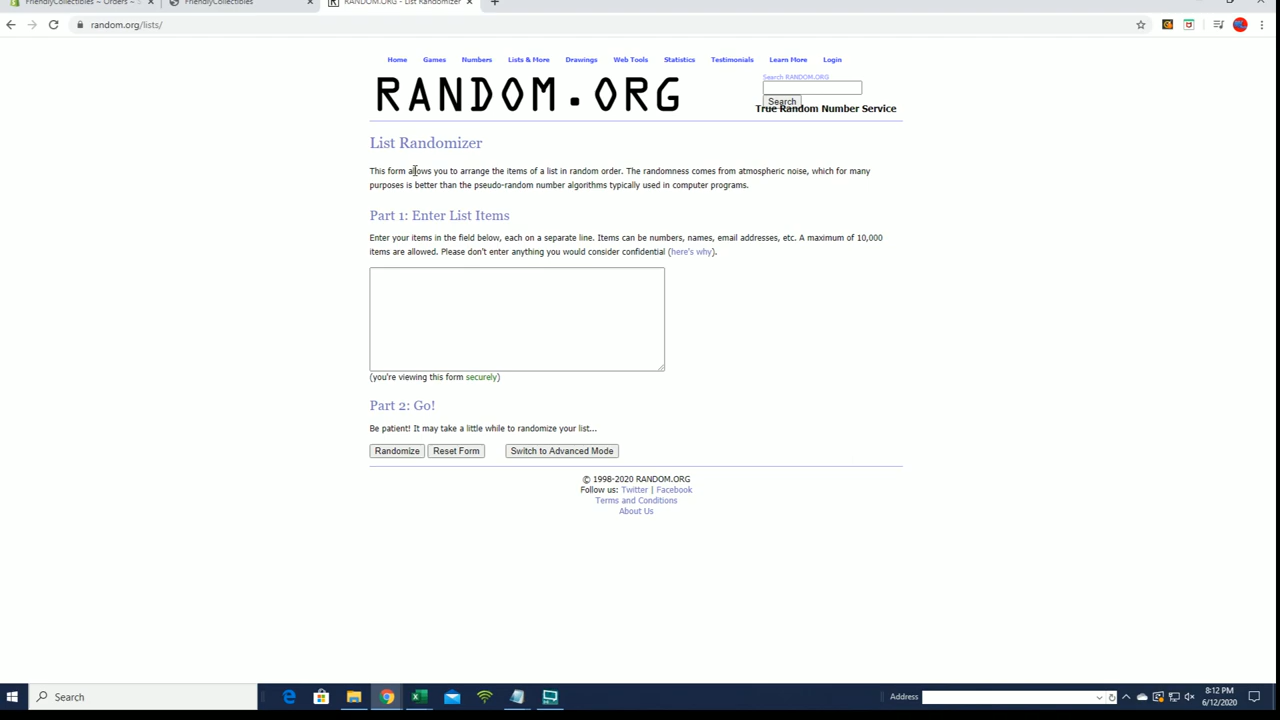 FriendlyCollectibles – Orders –
FriendlyCollectibles
RANDOM.ORG - List Randomizer
random.org/lists/
Home Games Numbers Lists & More Drawings Web Tools Statistics Testimonials Learn More Login
RANDOM.ORG
Search RANDOM.ORG
Search
True Random Number Service
List Randomizer
This form allows you to arrange the items of a list in random order. The randomness comes from atmospheric noise, which for many
purposes is better than the pseudo-random number algorithms typically used in computer programs.
Part 1: Enter List Items
Enter your items in the field below, each on a separate line. Items can be numbers, names, email addresses, etc. A maximum of 10,000
items are allowed. Please don't enter anything you would consider confidential (here's why).
(you're viewing this form securely)
Part 2: Go!
Be patient! It may take a little while to randomize your list...
Randomize Reset Form Switch to Advanced Mode
© 1998-2020 RANDOM.ORG
Follow us: Twitter | Facebook
Terms and Conditions
About Us
Search
Address
8:12 PM
6/12/2020